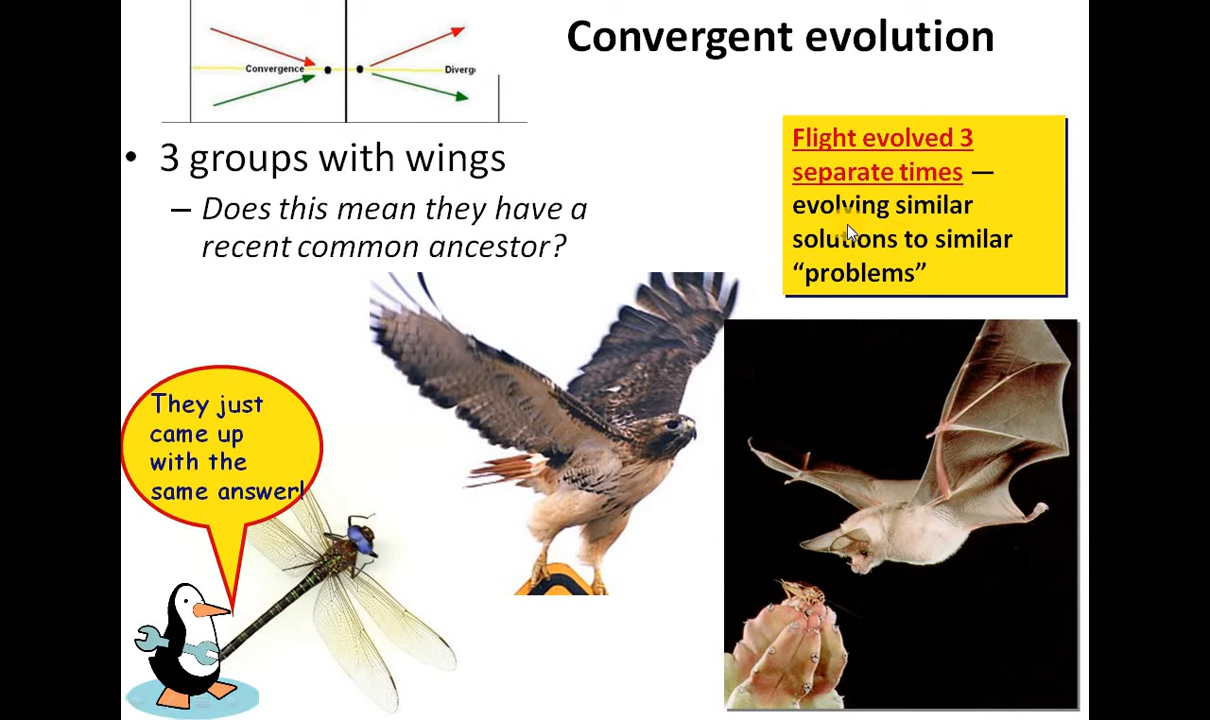 Convergent evolution
Convergence
Diverg
• 3 groups with wings
– Does this mean they have a
recent common ancestor?
Flight evolved 3
separate times —
evolving similar
solutions to similar
“problems”
They just
came up
with the
same answer!